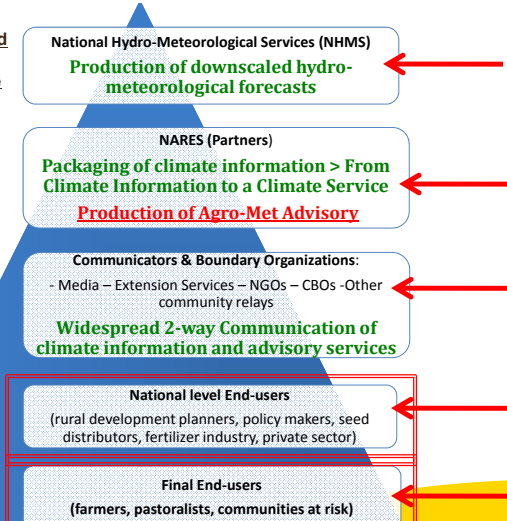 d
National Hydro-Meteorological Services (NHMS)
Production of downscaled hydro-
meteorological forecasts
NARES (Partners)
Packaging of climate information > From
Climate Information to a Climate Service
Production of Agro-Met Advisory
Communicators & Boundary Organizations:
- Media – Extension Services – NGOs – CBOs -Other
community relays
Widespread 2-way Communication of
climate information and advisory services
National level End-users
(rural development planners, policy makers, seed
distributors, fertilizer industry, private sector)
Final End-users
(farmers, pastoralists, communities at risk)